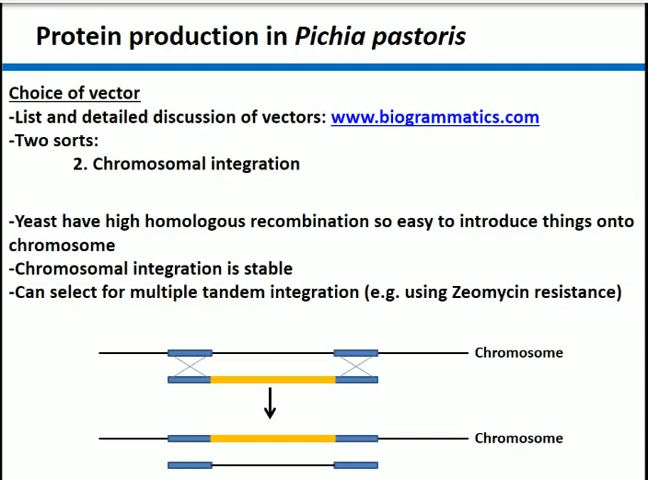 Protein production in Pichia pastoris
Choice of vector
-List and detailed discussion of vectors: www.biogrammatics.com
-Two sorts:
2. Chromosomal integration
-Yeast have high homologous recombination so easy to introduce things onto
chromosome
-Chromosomal integration is stable
-Can select for multiple tandem integration (e.g. using Zeomycin resistance)
Chromosome
Chromosome